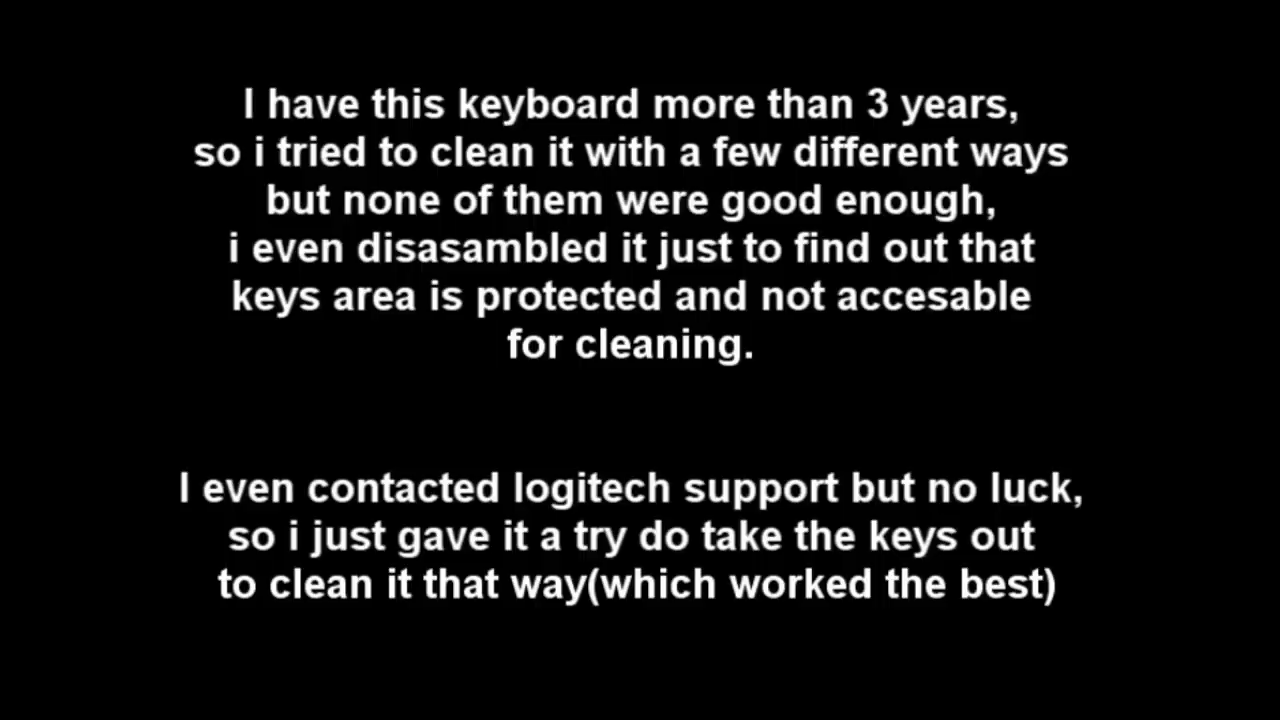 I have this keyboard more than 3 years,
so i tried to clean it with a few different ways
but none of them were good enough,
i even disasambled it just to find out that
keys area is protected and not accesable
for cleaning.
I even contacted logitech support but no luck,
so i just gave it a try do take the keys out
to clean it that way(which worked the best)